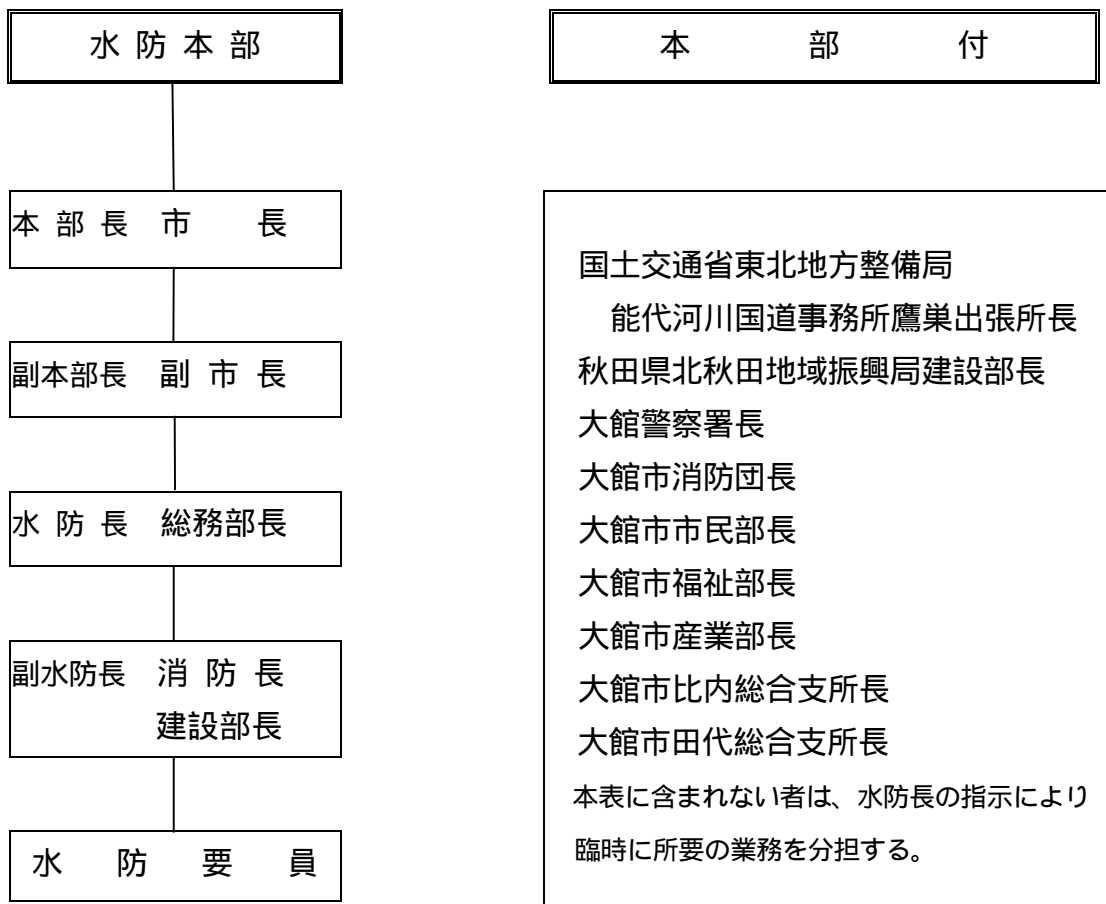 水防本部
本部付
本部長 市長
副本部長 副市長
水防長 総務部長
副水防長 消防長
建設部長
水防要員
国土交通省東北地方整備局
能代河川国道事務所鷹巣出張所長
秋田県北秋田地域振興局建設部長
大館警察署長
大館市消防団長
大館市市民部長
大館市福祉部長
大館市産業部長
大館市比内総合支所長
大館市田代総合支所長
本表に含まれない者は、水防長の指示により
臨時に所要の業務を分担する。